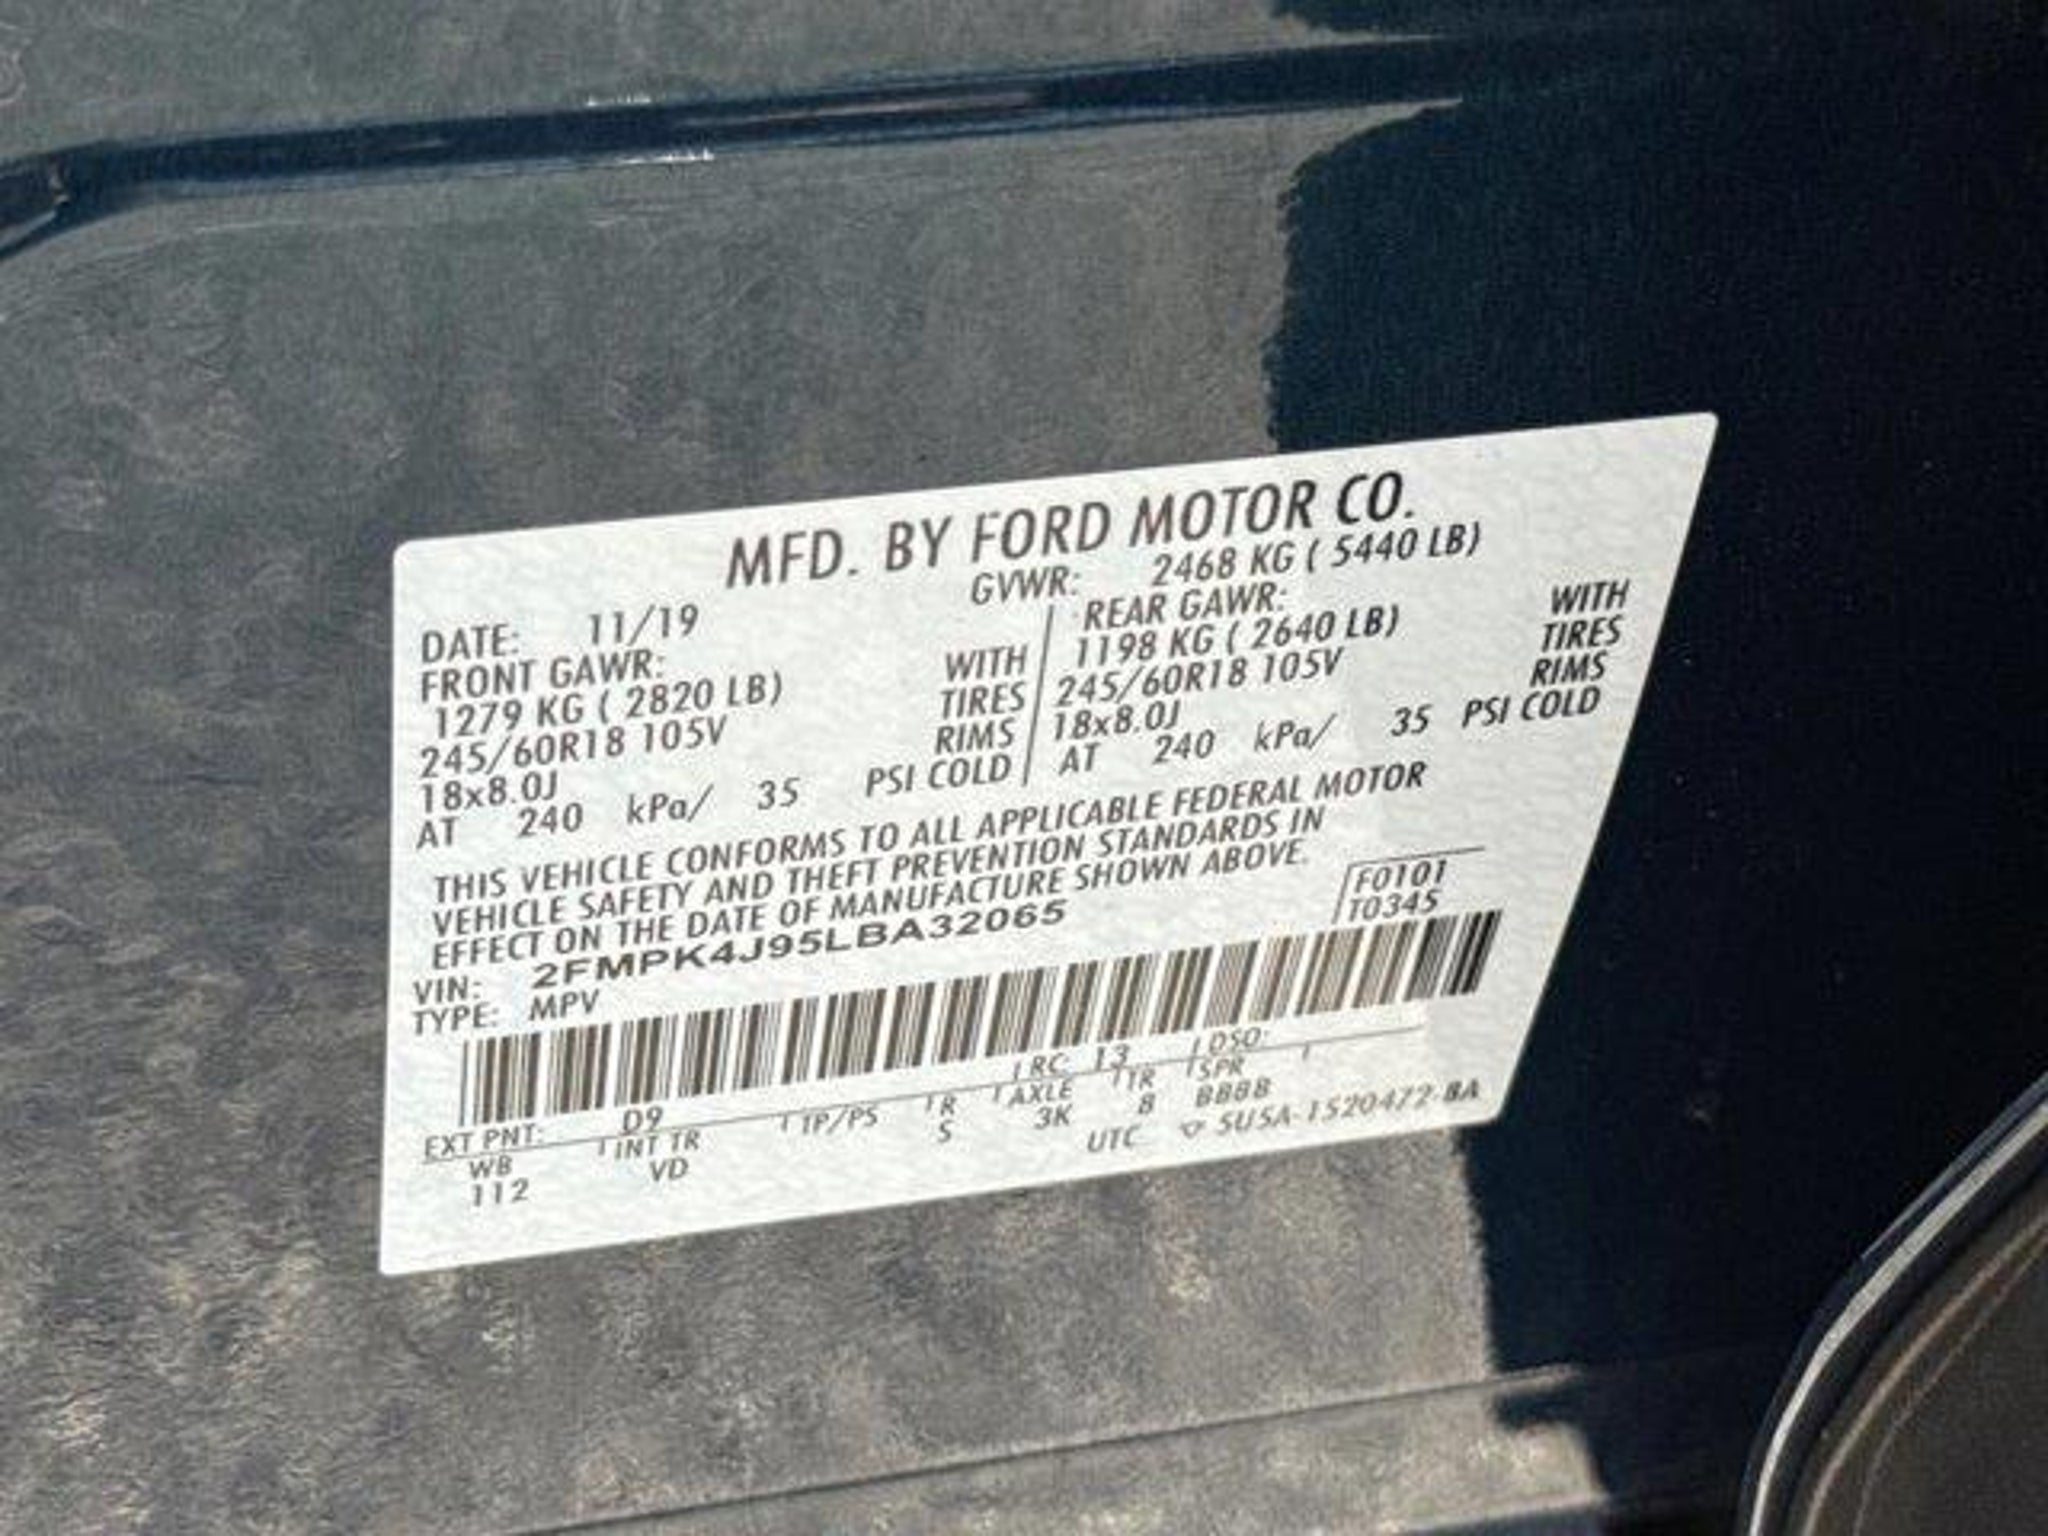 MFD. BY FORD MOTOR CO.
DATE: 11/19
GVWR: 2468 KG ( 5440 LB)
FRONT GAWR:
1279 KG ( 2820 LB) WITH
245/60R18 105V TIRES
18x8.0J RIMS
AT 240 kPa/ 35 PSI COLD
REAR GAWR:
1198 KG ( 2640 LB) WITH
245/60R18 105V TIRES
18x8.0J RIMS
AT 240 kPa/ 35 PSI COLD
THIS VEHICLE CONFORMS TO ALL APPLICABLE FEDERAL MOTOR
VEHICLE SAFETY AND THEFT PREVENTION STANDARDS IN
EFFECT ON THE DATE OF MANUFACTURE SHOWN ABOVE.
VIN: 2FMPK4J95LBA32065
TYPE: MPV
F0101
T0345
EXT PNT: D9 RC: 13 DSO:
WB INT TR TP/PS R AXLE TR SPR
112 VD S 3K 8 BBBB
UTC 5U5A-1520472-BA